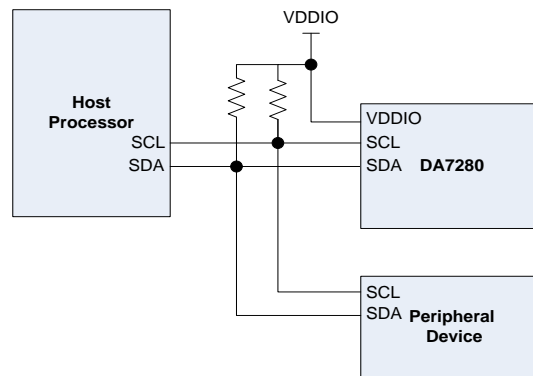 VDDIO
Host
Processor
SCL
SDA
VDDIO
SCL
SDA DA7280
SCL
SDA Peripheral
Device